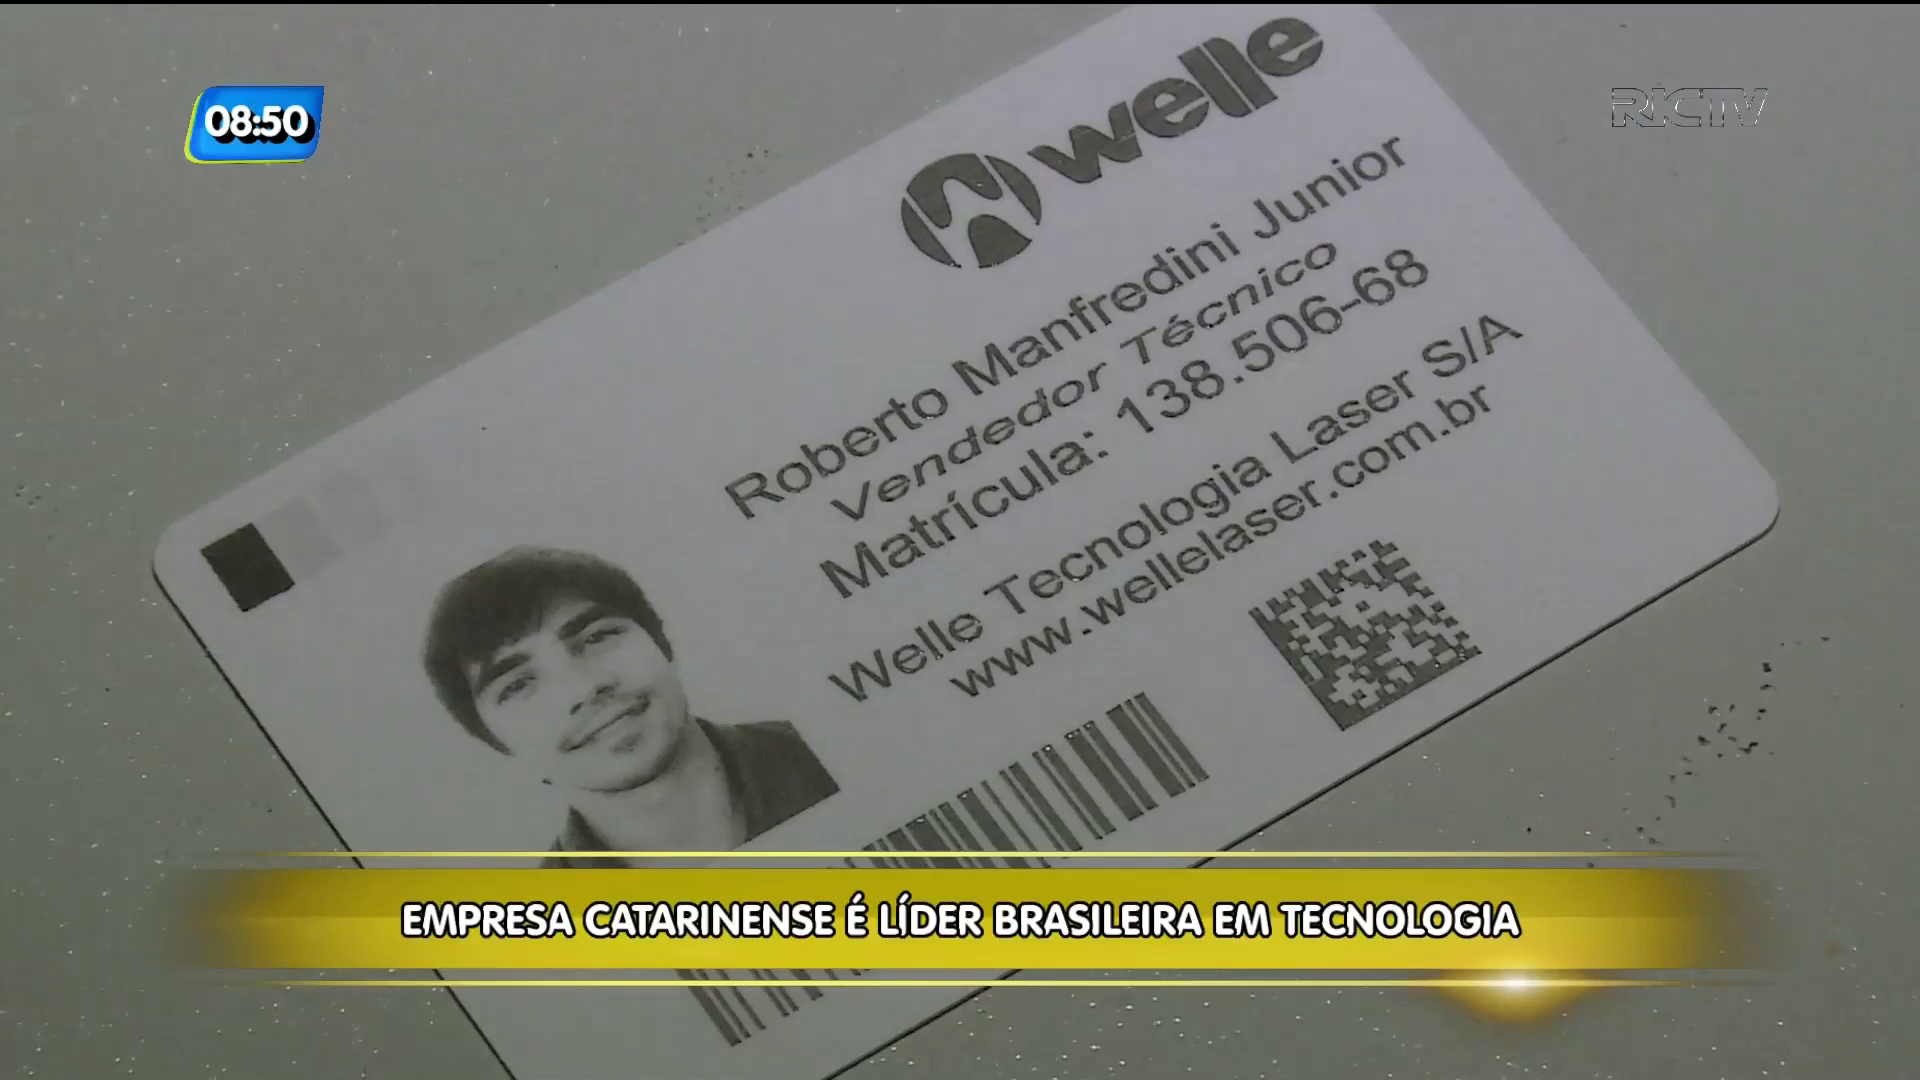 08:50
RICTV
welle
Roberto Manfredini Junior
Vendedor Técnico
Matrícula: 138.506-68
Welle Tecnologia Laser S/A
www.wellelaser.com.br
EMPRESA CATARINENSE É LÍDER BRASILEIRA EM TECNOLOGIA